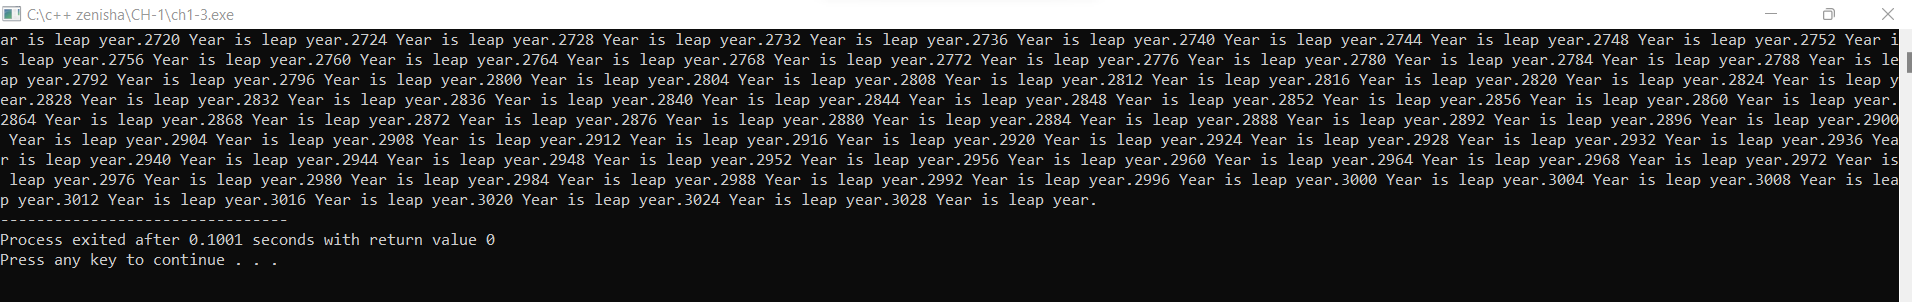 C:\c++ zenisha\CH-1\ch1-3.exe
ar is leap year.2720 Year is leap year.2724 Year is leap year.2728 Year is leap year.2732 Year is leap year.2736 Year is leap year.2740 Year is leap year.2744 Year is leap year.2748 Year is leap year.2752 Year i
s leap year.2756 Year is leap year.2760 Year is leap year.2764 Year is leap year.2768 Year is leap year.2772 Year is leap year.2776 Year is leap year.2780 Year is leap year.2784 Year is leap year.2788 Year is le
ap year.2792 Year is leap year.2796 Year is leap year.2800 Year is leap year.2804 Year is leap year.2808 Year is leap year.2812 Year is leap year.2816 Year is leap year.2820 Year is leap year.2824 Year is leap y
ear.2828 Year is leap year.2832 Year is leap year.2836 Year is leap year.2840 Year is leap year.2844 Year is leap year.2848 Year is leap year.2852 Year is leap year.2856 Year is leap year.2860 Year is leap year.
2864 Year is leap year.2868 Year is leap year.2872 Year is leap year.2876 Year is leap year.2880 Year is leap year.2884 Year is leap year.2888 Year is leap year.2892 Year is leap year.2896 Year is leap year.2900
 Year is leap year.2904 Year is leap year.2908 Year is leap year.2912 Year is leap year.2916 Year is leap year.2920 Year is leap year.2924 Year is leap year.2928 Year is leap year.2932 Year is leap year.2936 Yea
r is leap year.2940 Year is leap year.2944 Year is leap year.2948 Year is leap year.2952 Year is leap year.2956 Year is leap year.2960 Year is leap year.2964 Year is leap year.2968 Year is leap year.2972 Year is
 leap year.2976 Year is leap year.2980 Year is leap year.2984 Year is leap year.2988 Year is leap year.2992 Year is leap year.2996 Year is leap year.3000 Year is leap year.3004 Year is leap year.3008 Year is lea
p year.3012 Year is leap year.3016 Year is leap year.3020 Year is leap year.3024 Year is leap year.3028 Year is leap year.
--------------------------------
Process exited after 0.1001 seconds with return value 0
Press any key to continue . . .